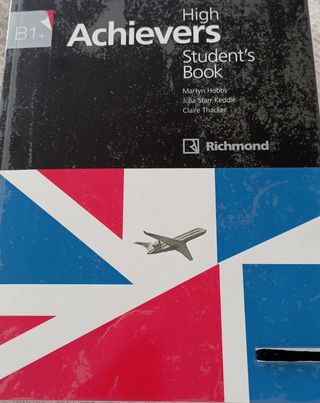 High
B1+
Achievers
Student's
Book
Martyn Hobbs
Julia Starr Keddle
Claire Thacker
R Richmond